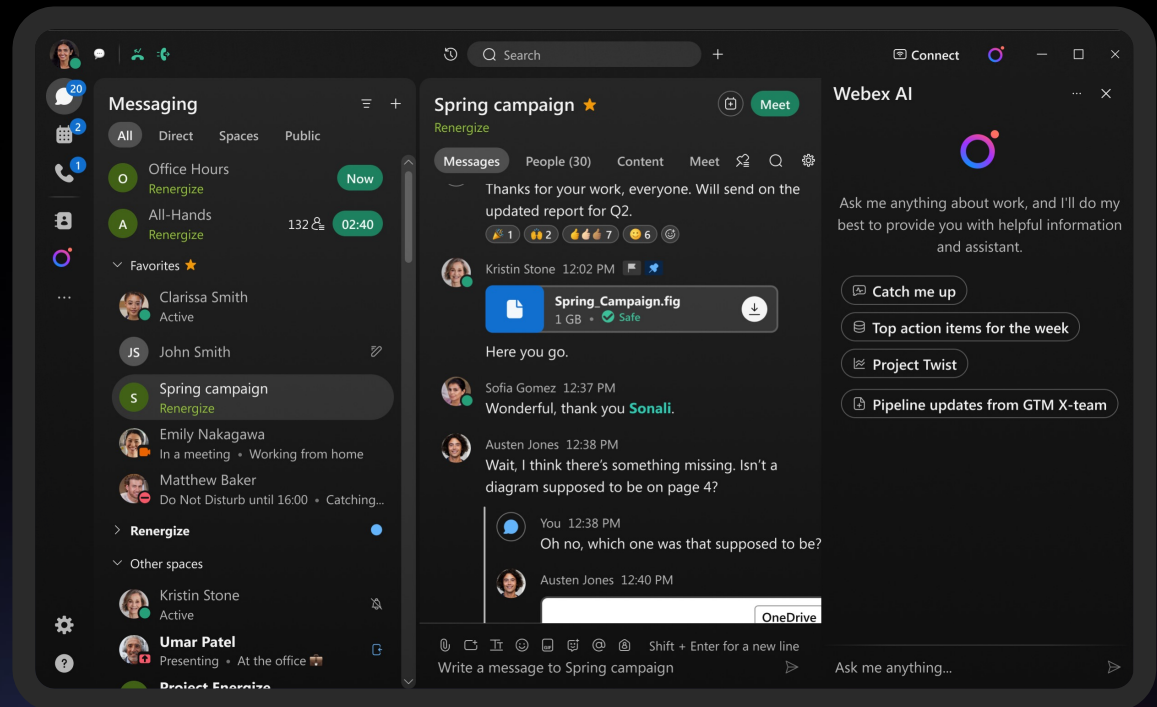 Search
Connect
20
2
1
Messaging
All
Direct
Spaces
Public
O
Office Hours
Renergize
Now
A
All-Hands
Renergize
132
02:40
Favorites
Clarissa Smith
Active
JS
John Smith
S
Spring campaign
Renergize
Emily Nakagawa
In a meeting • Working from home
Matthew Baker
Do Not Disturb until 16:00 • Catching...
Renergize
Other spaces
Kristin Stone
Active
Umar Patel
Presenting • At the office
Project Energize
Spring campaign
Renergize
Meet
Messages
People (30)
Content
Meet
Thanks for your work, everyone. Will send on the
updated report for Q2.
1
2
7
6
Kristin Stone 12:02 PM
Spring_Campaign.fig
1 GB • Safe
Here you go.
Sofia Gomez 12:37 PM
Wonderful, thank you Sonali.
Austen Jones 12:38 PM
Wait, I think there's something missing. Isn't a
diagram supposed to be on page 4?
You 12:38 PM
Oh no, which one was that supposed to be?
Austen Jones 12:40 PM
OneDrive
Shift + Enter for a new line
Write a message to Spring campaign
Webex AI
Ask me anything about work, and I'll do my
best to provide you with helpful information
and assistant.
Catch me up
Top action items for the week
Project Twist
Pipeline updates from GTM X-team
Ask me anything...